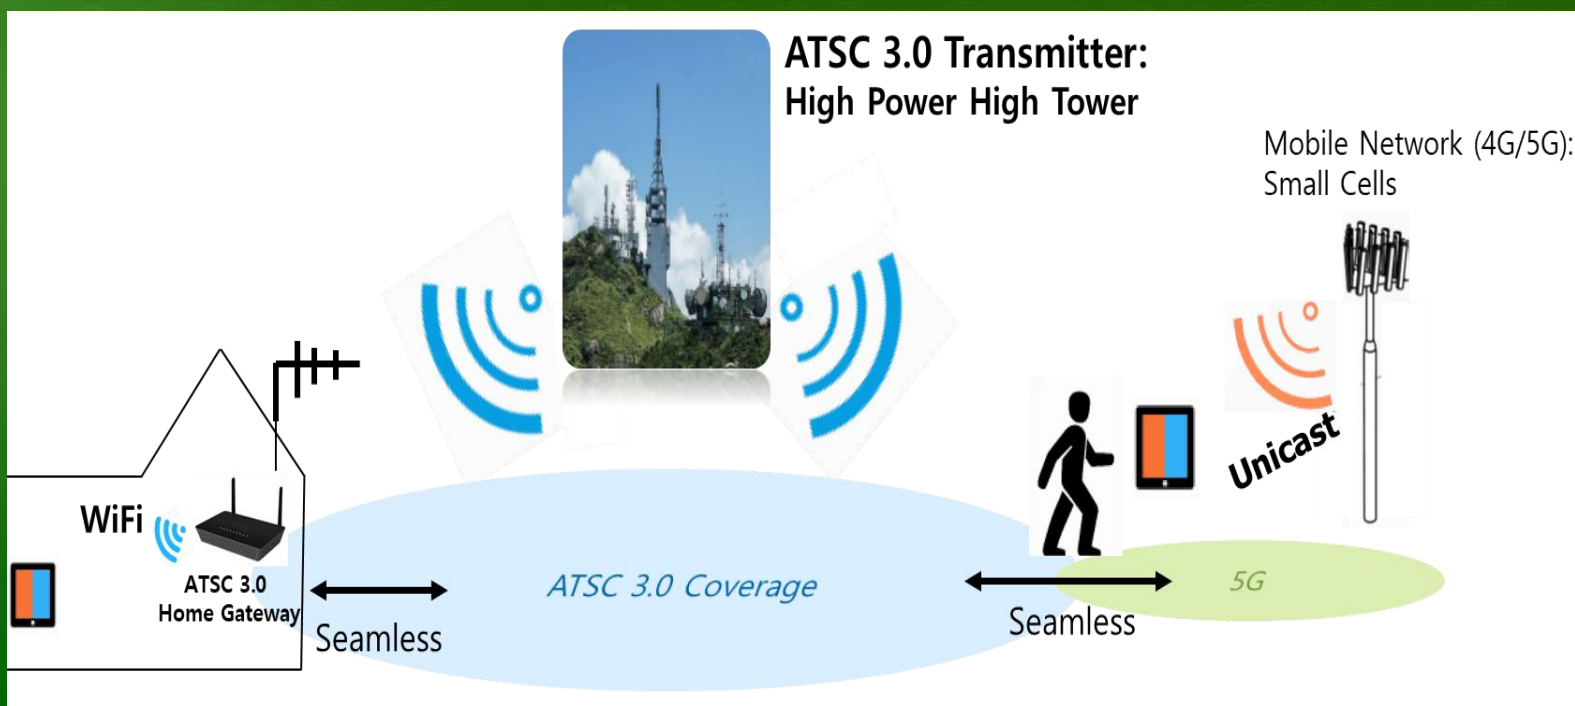 ATSC 3.0 Transmitter:
High Power High Tower
Mobile Network (4G/5G):
Small Cells
Unicast
WiFi
ATSC 3.0
Home Gateway
Seamless
ATSC 3.0 Coverage
Seamless
5G